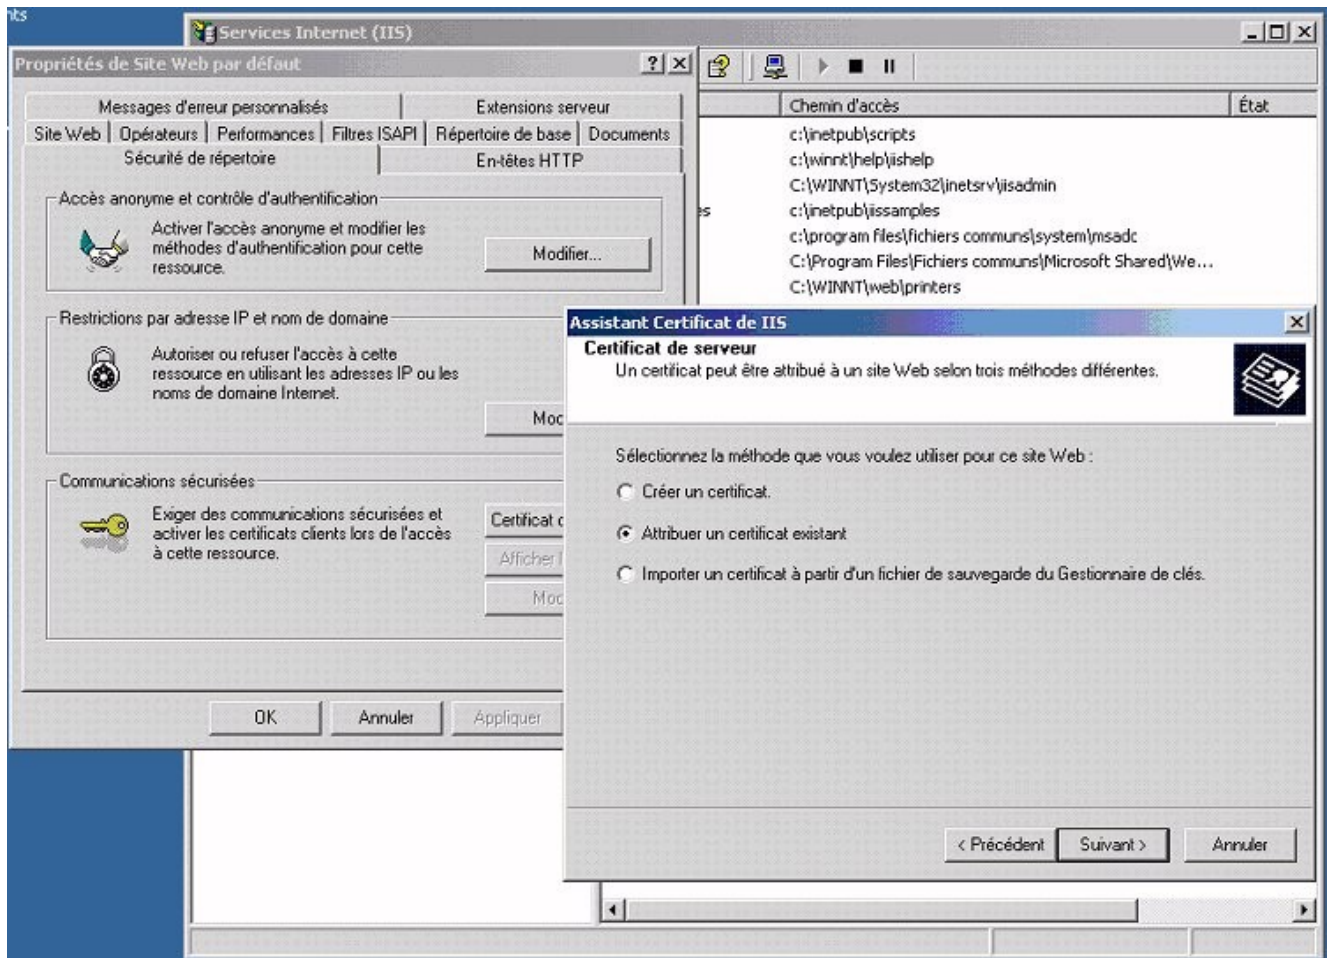 nts
Services Internet (IIS)
Propriétés de Site Web par défaut
Messages d'erreur personnalisés
Extensions serveur
Site Web
Opérateurs
Performances
Filtres ISAPI
Répertoire de base
Documents
Sécurité de répertoire
En-têtes HTTP
Accès anonyme et contrôle d'authentification
Activer l'accès anonyme et modifier les
méthodes d'authentification pour cette
ressource.
Modifier...
Restrictions par adresse IP et nom de domaine
Autoriser ou refuser l'accès à cette
ressource en utilisant les adresses IP ou les
noms de domaine Internet.
Moc
Communications sécurisées
Exiger des communications sécurisées et
activer les certificats clients lors de l'accès
à cette ressource.
Certificat c
Afficher l
Moc
OK
Annuler
Appliquer
Chemin d'accès
État
c:\inetpub\scripts
c:\winnt\help\iishelp
C:\WINNT\System32\inetsrv\iisadmin
es
c:\inetpub\iissamples
c:\program files\fichiers communs\system\msadc
C:\Program Files\Fichiers communs\Microsoft Shared\We...
C:\WINNT\web\printers
Assistant Certificat de IIS
Certificat de serveur
Un certificat peut être attribué à un site Web selon trois méthodes différentes.
Sélectionnez la méthode que vous voulez utiliser pour ce site Web :
Créer un certificat.
Attribuer un certificat existant
Importer un certificat à partir d'un fichier de sauvegarde du Gestionnaire de clés.
< Précédent
Suivant >
Annuler